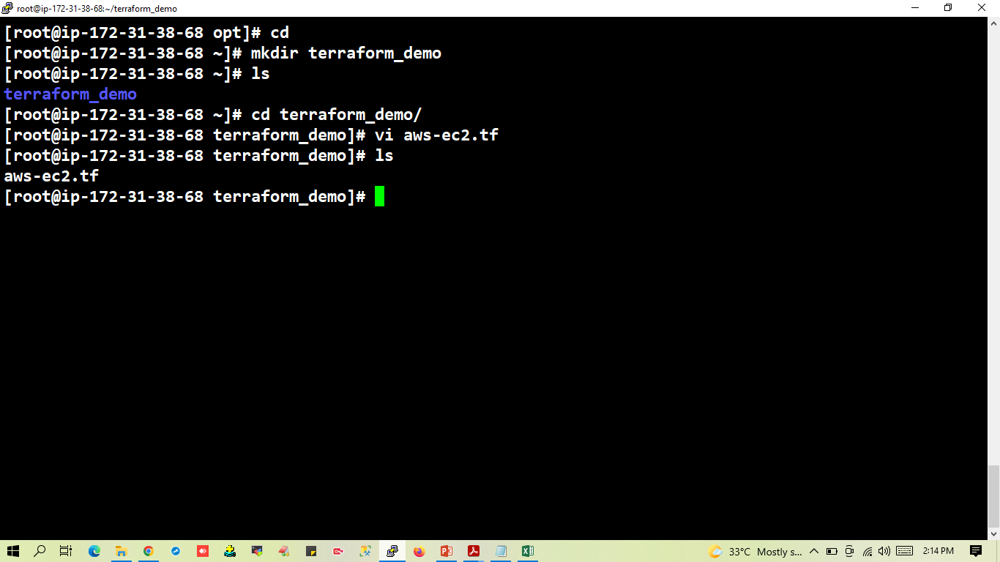 root@ip-172-31-38-68:~/terraform_demo
[root@ip-172-31-38-68 opt]# cd
[root@ip-172-31-38-68 ~]# mkdir terraform_demo
[root@ip-172-31-38-68 ~]# ls
terraform_demo
[root@ip-172-31-38-68 ~]# cd terraform_demo/
[root@ip-172-31-38-68 terraform_demo]# vi aws-ec2.tf
[root@ip-172-31-38-68 terraform_demo]# ls
aws-ec2.tf
[root@ip-172-31-38-68 terraform_demo]#
33°C Mostly s... 2:14 PM